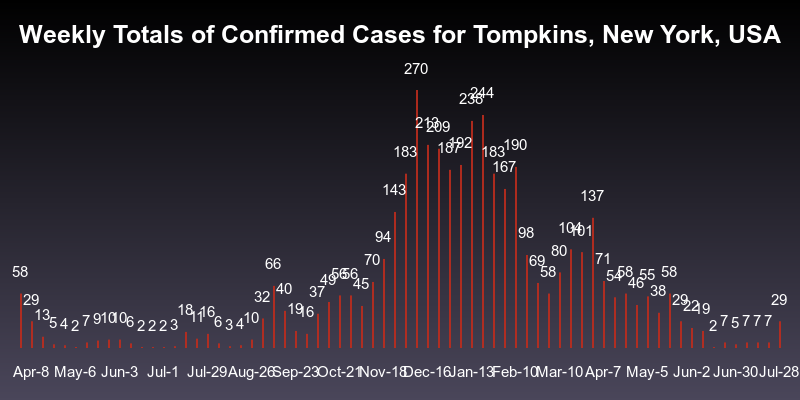 Weekly Totals of Confirmed Cases for Tompkins, New York, USA
58 29 13 5 4 2 7 9 10 10 6 2 2 2 3 18 11 16 6 3 4 10 32 66 40 19 16 37 49 56 56 45 70 94 143 183 270 213 209 187 192 238 244 183 167 190 98 69 58 80 104 101 137 71 54 58 46 55 38 58 29 22 19 2 7 5 7 7 7 29
Apr-8 May-6 Jun-3 Jul-1 Jul-29 Aug-26 Sep-23 Oct-21 Nov-18 Dec-16 Jan-13 Feb-10 Mar-10 Apr-7 May-5 Jun-2 Jun-30 Jul-28